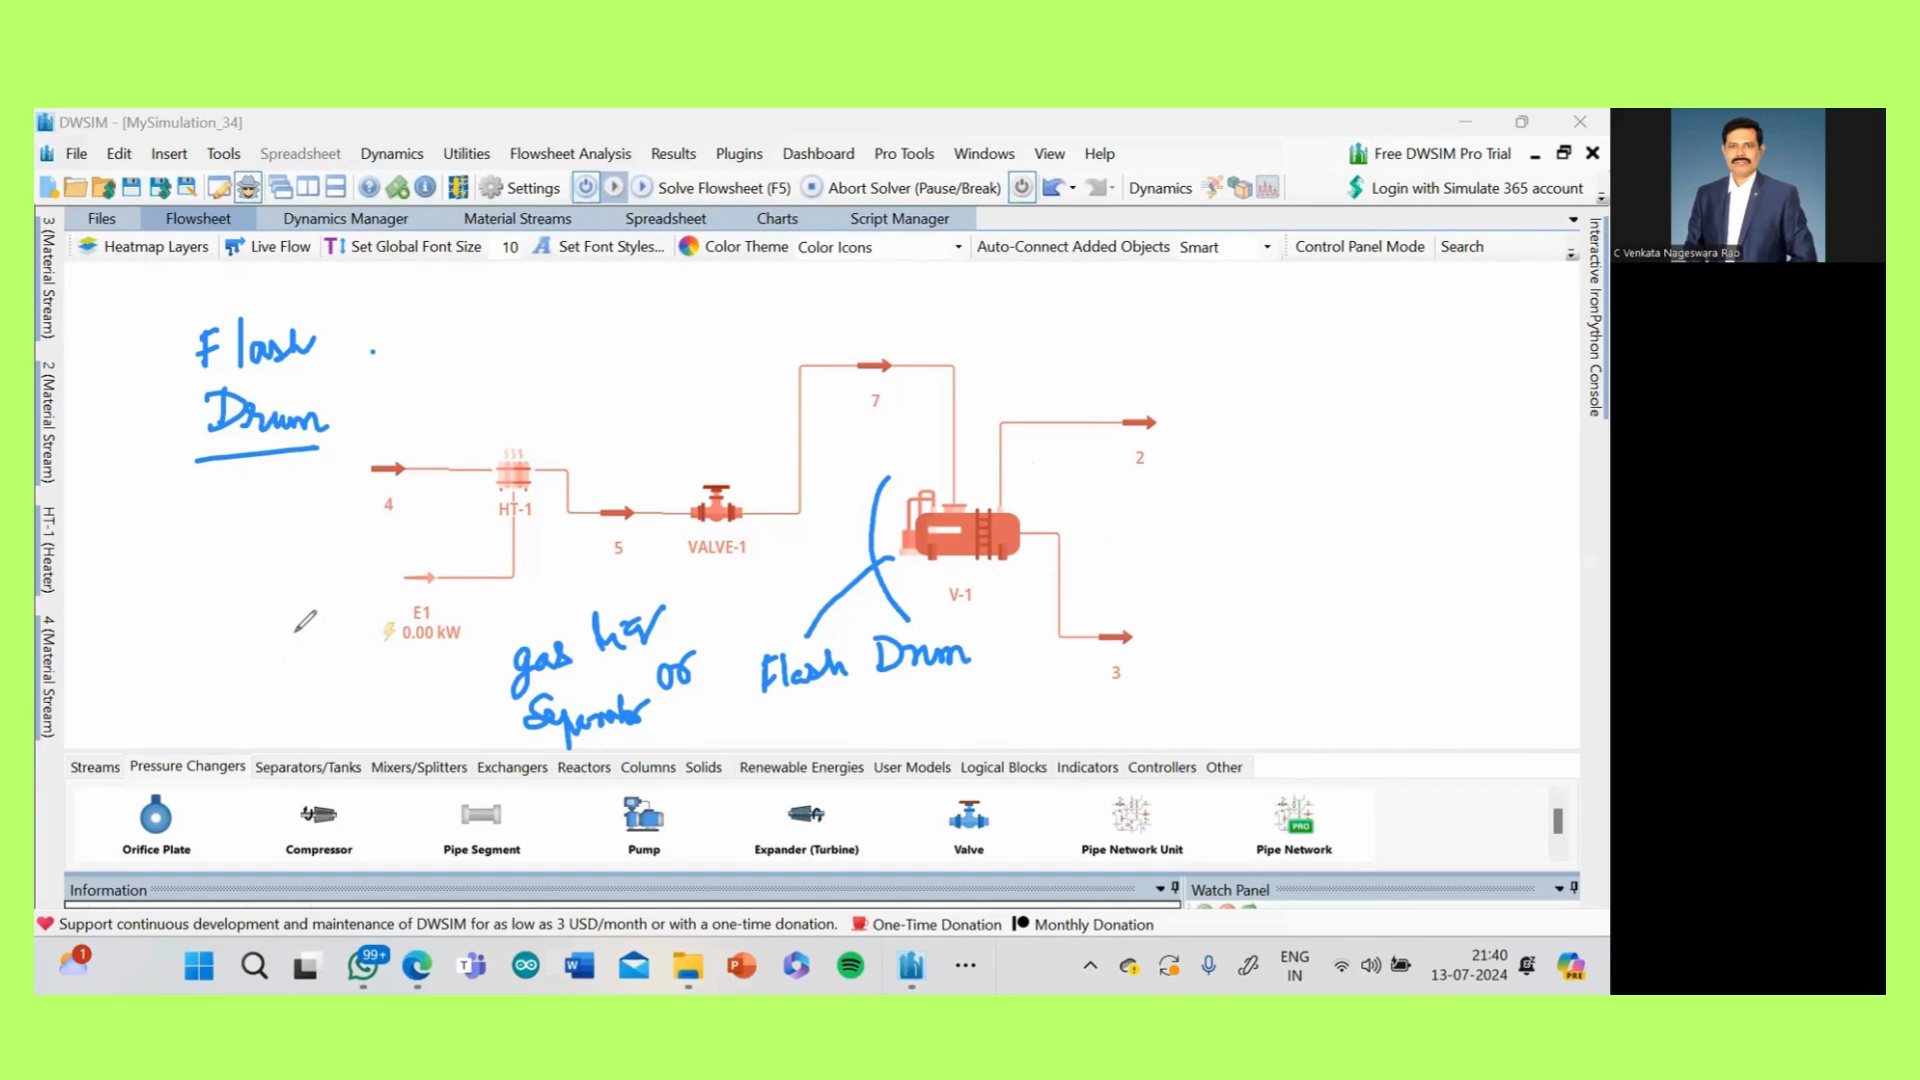 DWSIM - [MySimulation_34]
File Edit Insert Tools Spreadsheet Dynamics Utilities Flowsheet Analysis Results Plugins Dashboard Pro Tools Windows View Help Free DWSIM Pro Trial
Settings Solve Flowsheet (F5) Abort Solver (Pause/Break) Dynamics Login with Simulate 365 account
Files Flowsheet Dynamics Manager Material Streams Spreadsheet Charts Script Manager
Heatmap Layers Live Flow Set Global Font Size 10 Set Font Styles... Color Theme Color Icons Auto-Connect Added Objects Smart Control Panel Mode Search
C Venkata Nageswara Rao
3 (Material Stream)
2 (Material Stream)
HT-1 (Heater)
4 (Material Stream)
Interactive IronPython Console
Flash
Drum
7
2
4
HT-1
5
VALVE-1
V-1
E1
0.00 kW
3
gas liq
Separator
or
Flash Drum
Streams Pressure Changers Separators/Tanks Mixers/Splitters Exchangers Reactors Columns Solids Renewable Energies User Models Logical Blocks Indicators Controllers Other
PRO
Orifice Plate Compressor Pipe Segment Pump Expander (Turbine) Valve Pipe Network Unit Pipe Network
Information Watch Panel
Support continuous development and maintenance of DWSIM for as low as 3 USD/month or with a one-time donation. One-Time Donation Monthly Donation
1 99+ ENG IN 21:40 13-07-2024 PRE